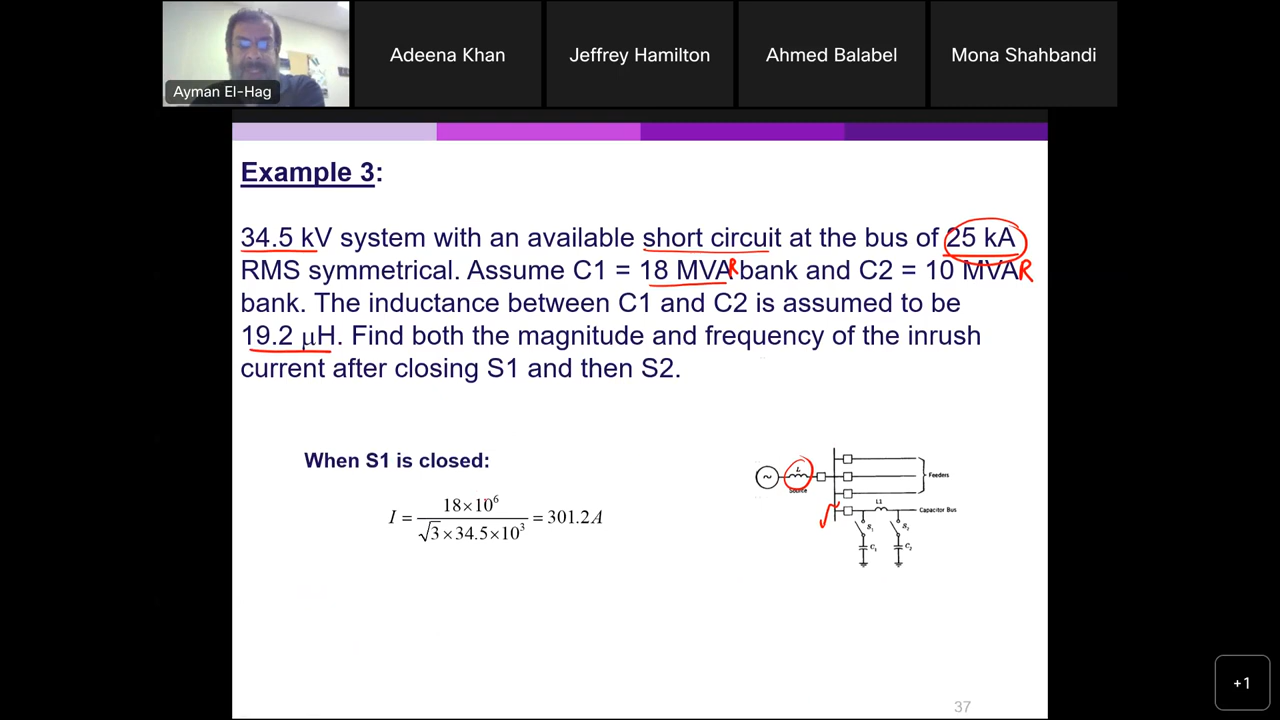 Ayman El-Hag
Adeena Khan
Jeffrey Hamilton
Ahmed Balabel
Mona Shahbandi
Example 3:
34.5 kV system with an available short circuit at the bus of 25 kA
RMS symmetrical. Assume C1 = 18 MVAR bank and C2 = 10 MVAR
bank. The inductance between C1 and C2 is assumed to be
19.2 μH. Find both the magnitude and frequency of the inrush
current after closing S1 and then S2.
When S1 is closed:
I = 18×10⁶ / √3×34.5×10³ = 301.2A
L
~
Source
Feeders
L1
Capacitor Bus
S₁
S₂
C₁
C₂
37
+1